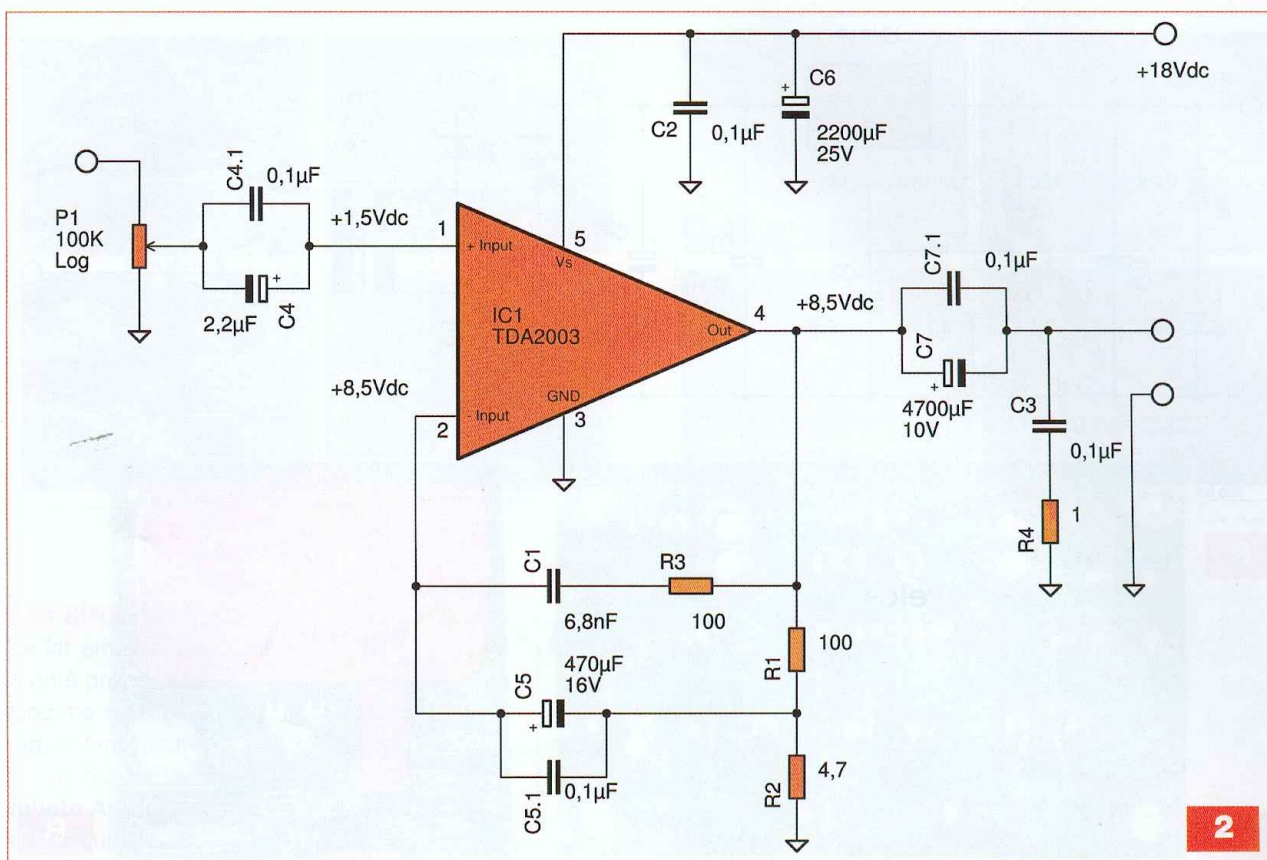 +18Vdc
C6
2200µF
25V
C2
0,1µF
C4.1
0,1µF
P1
100K
Log
+1,5Vdc
2,2µF
C4
1
+ Input
5
Vs
IC1
TDA2003
4
Out
+8,5Vdc
C7.1
0,1µF
C7
4700µF
10V
C3
0,1µF
R4
1
+8,5Vdc
2
- Input
GND
3
C1
6,8nF
R3
100
R1
100
C5
470µF
16V
C5.1
0,1µF
R2
4,7
2